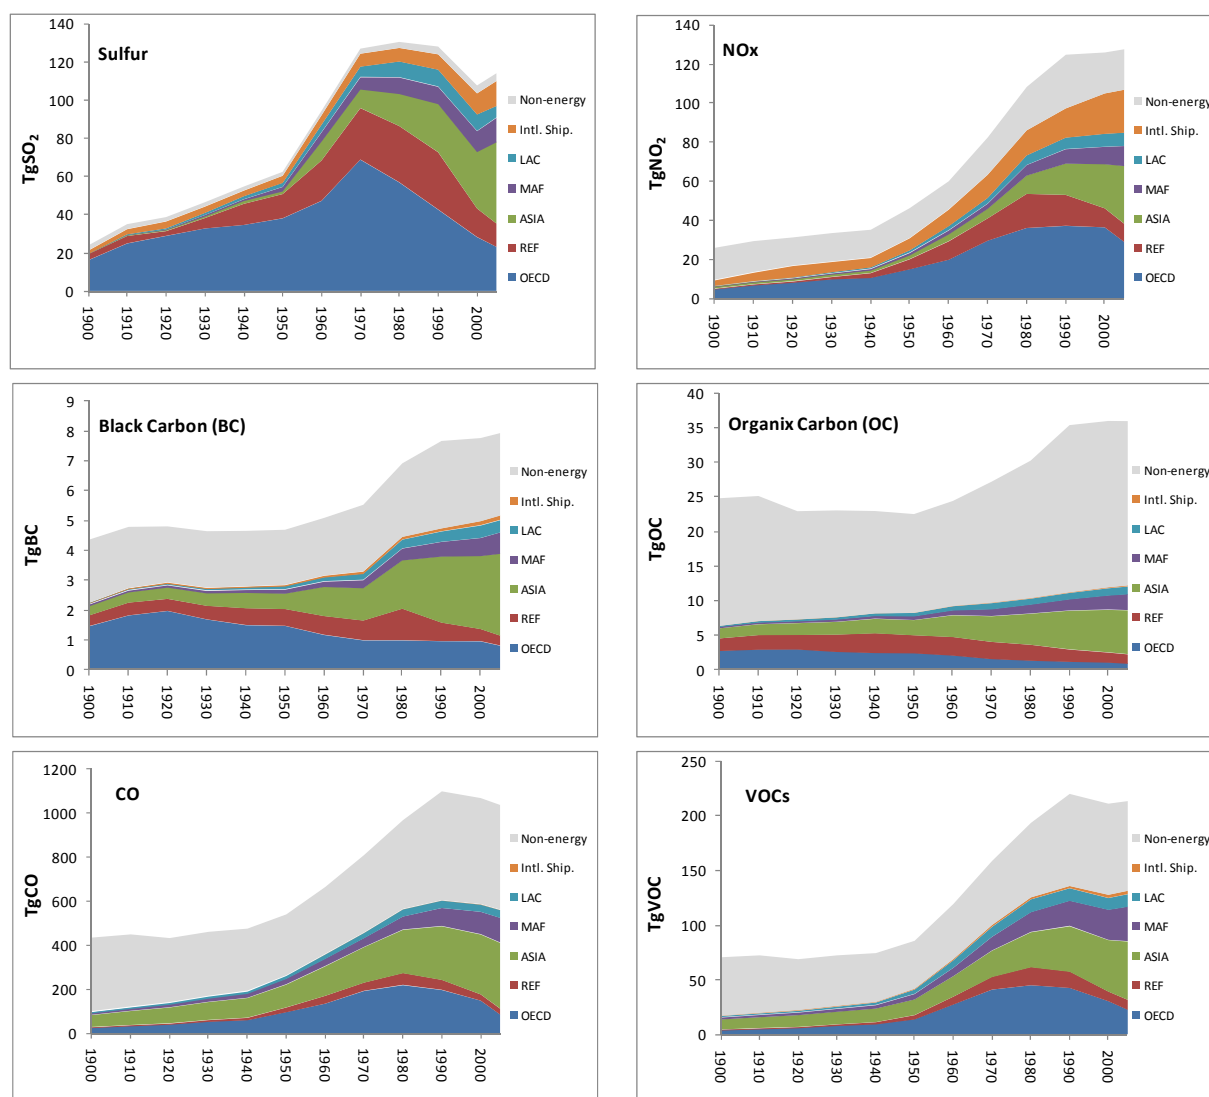 Sulfur
TgSO2
140
120
100
80
60
40
20
0
1900
1910
1920
1930
1940
1950
1960
1970
1980
1990
2000
Non-energy
Intl. Ship.
LAC
MAF
ASIA
REF
OECD
NOx
TgNO2
140
120
100
80
60
40
20
0
1900
1910
1920
1930
1940
1950
1960
1970
1980
1990
2000
Non-energy
Intl. Ship.
LAC
MAF
ASIA
REF
OECD
Black Carbon (BC)
TgBC
9
8
7
6
5
4
3
2
1
0
1900
1910
1920
1930
1940
1950
1960
1970
1980
1990
2000
Non-energy
Intl. Ship.
LAC
MAF
ASIA
REF
OECD
Organix Carbon (OC)
TgOC
40
35
30
25
20
15
10
5
0
1900
1910
1920
1930
1940
1950
1960
1970
1980
1990
2000
Non-energy
Intl. Ship.
LAC
MAF
ASIA
REF
OECD
CO
TgCO
1200
1000
800
600
400
200
0
1900
1910
1920
1930
1940
1950
1960
1970
1980
1990
2000
Non-energy
Intl. Ship.
LAC
MAF
ASIA
REF
OECD
VOCs
TgVOC
250
200
150
100
50
0
1900
1910
1920
1930
1940
1950
1960
1970
1980
1990
2000
Non-energy
Intl. Ship.
LAC
MAF
ASIA
REF
OECD